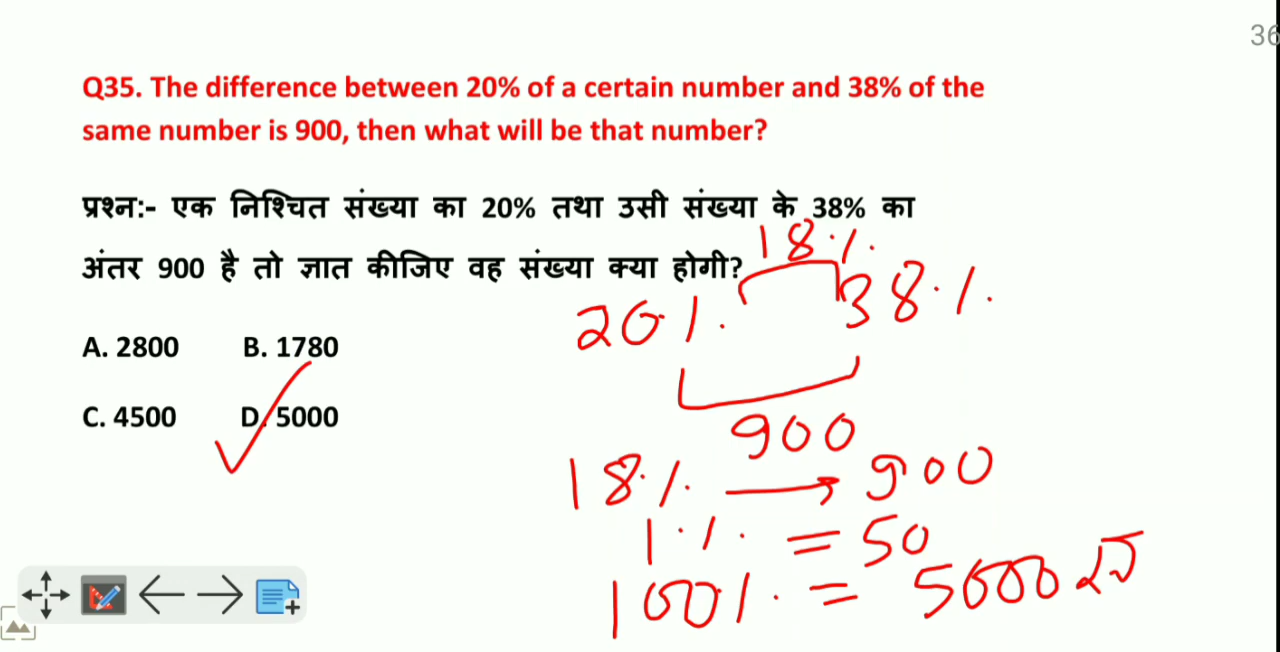 36
Q35. The difference between 20% of a certain number and 38% of the
same number is 900, then what will be that number?
प्रश्न:- एक निश्चित संख्या का 20% तथा उसी संख्या के 38% का
अंतर 900 है तो ज्ञात कीजिए वह संख्या क्या होगी?
18%
20% 38%
A. 2800 B. 1780
C. 4500 D. 5000
900
18% → 900
1% = 50
100% = 5000